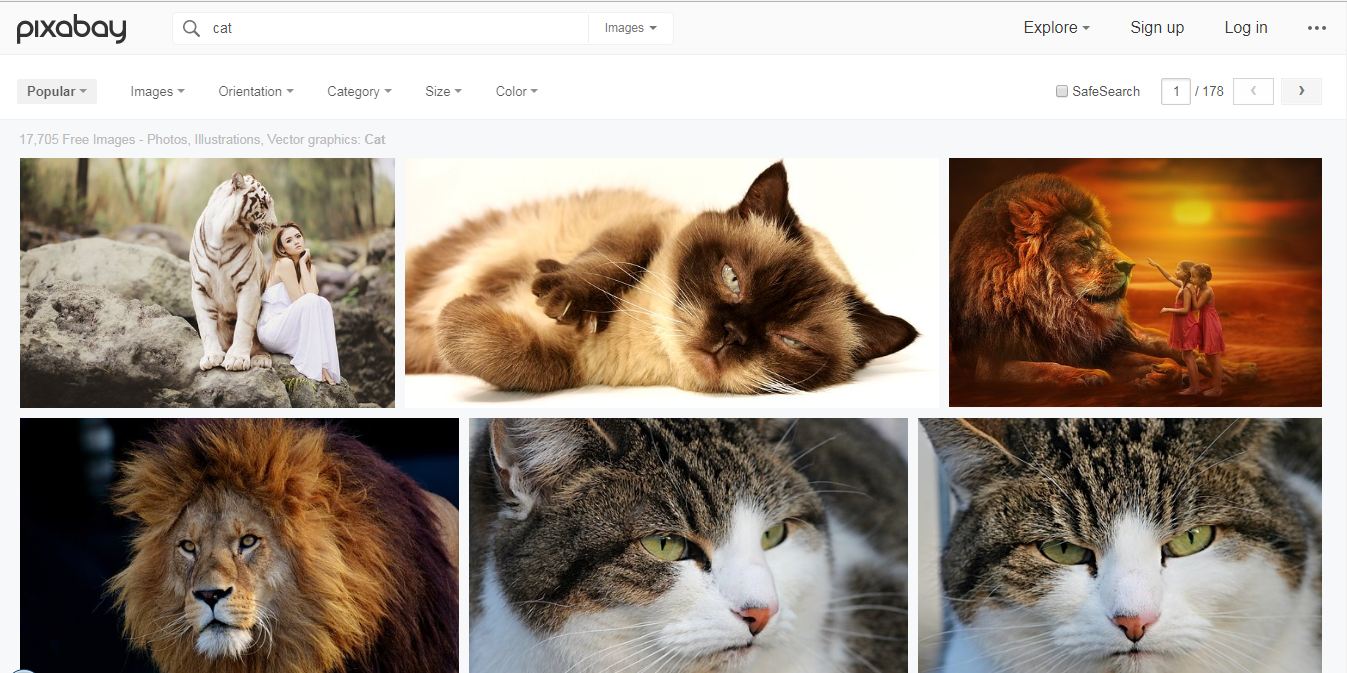 pixabay cat Images Explore Sign up Log in
Popular Images Orientation Category Size Color SafeSearch 1 / 178
17,705 Free Images - Photos, Illustrations, Vector graphics: Cat